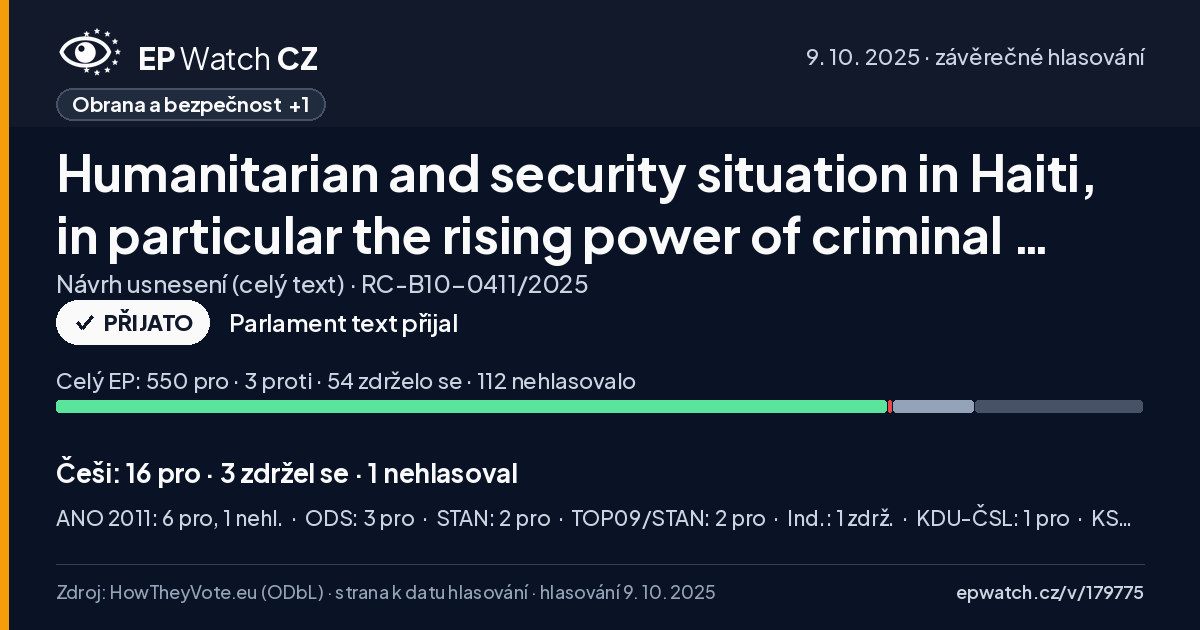 EP Watch CZ
9. 10. 2025 · závěrečné hlasování
Obrana a bezpečnost +1
Humanitarian and security situation in Haiti,
in particular the rising power of criminal …
Návrh usnesení (celý text) · RC-B10-0411/2025
✓ PŘIJATO Parlament text přijal
Celý EP: 550 pro · 3 proti · 54 zdrželo se · 112 nehlasovalo
Češi: 16 pro · 3 zdržel se · 1 nehlasoval
ANO 2011: 6 pro, 1 nehl. · ODS: 3 pro · STAN: 2 pro · TOP09/STAN: 2 pro · Ind.: 1 zdrž. · KDU-ČSL: 1 pro · KS…
Zdroj: HowTheyVote.eu (ODbL) · strana k datu hlasování · hlasování 9. 10. 2025
epwatch.cz/v/179775